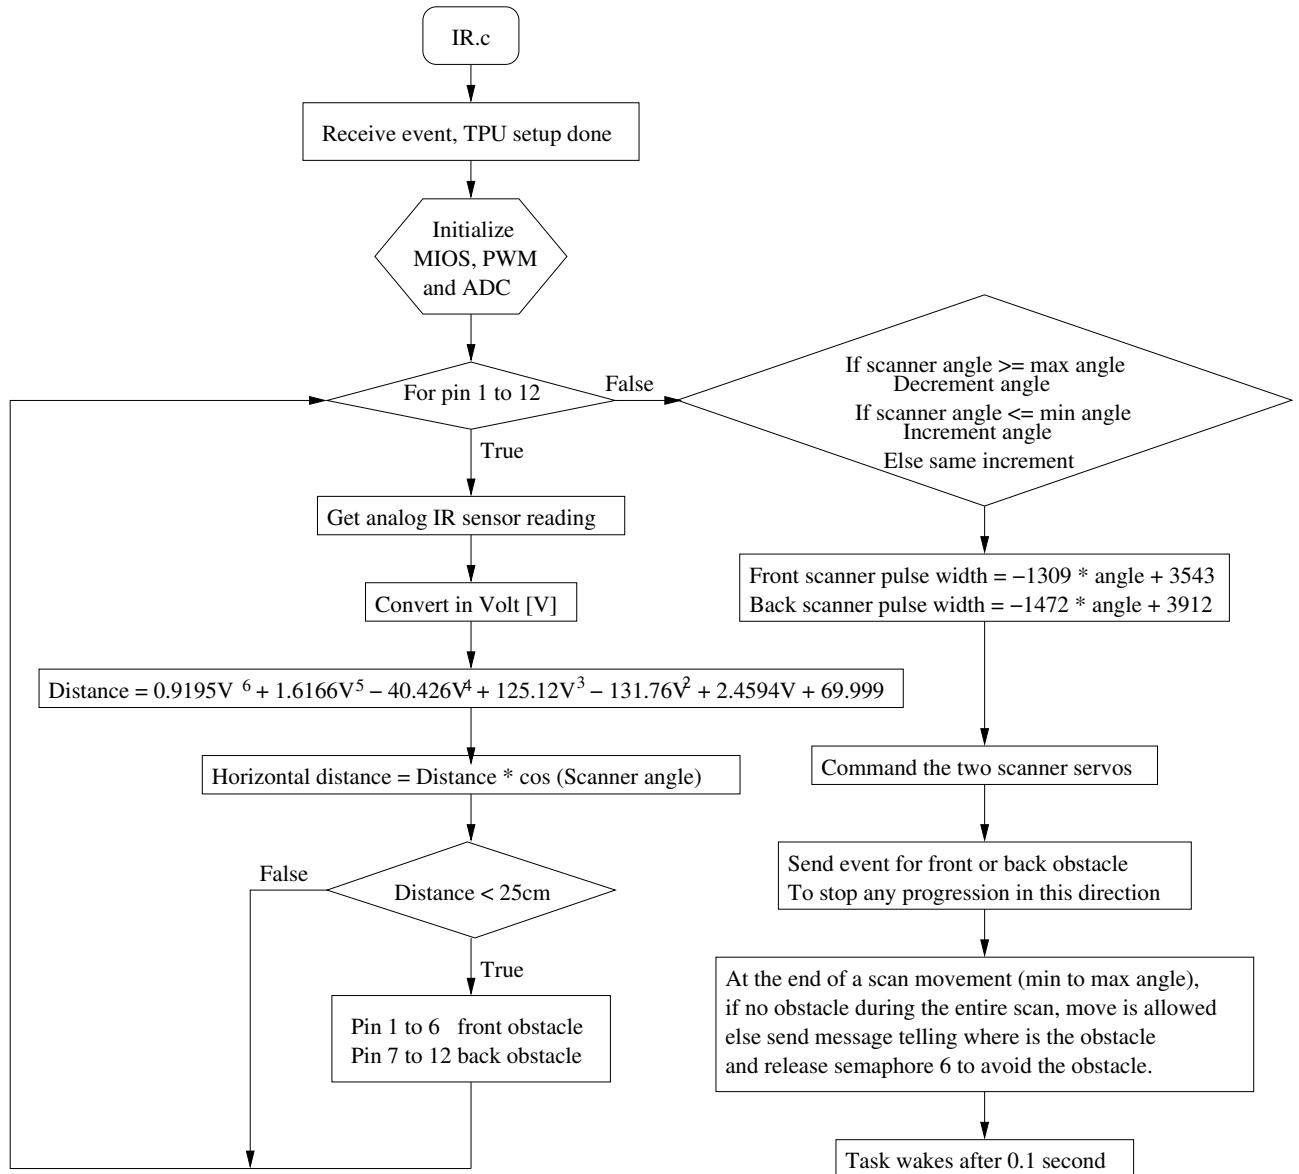 IR.c
Receive event, TPU setup done
Initialize
MIOS, PWM
and ADC
For pin 1 to 12
False
True
Get analog IR sensor reading
Convert in Volt [V]
Distance = 0.9195V 6 + 1.6166V5 − 40.426V4 + 125.12V3 − 131.76V2 + 2.4594V + 69.999
Horizontal distance = Distance * cos (Scanner angle)
False
Distance < 25cm
True
Pin 1 to 6 front obstacle
Pin 7 to 12 back obstacle
If scanner angle >= max angle
Decrement angle
If scanner angle <= min angle
Increment angle
Else same increment
Front scanner pulse width = −1309 * angle + 3543
Back scanner pulse width = −1472 * angle + 3912
Command the two scanner servos
Send event for front or back obstacle
To stop any progression in this direction
At the end of a scan movement (min to max angle),
if no obstacle during the entire scan, move is allowed
else send message telling where is the obstacle
and release semaphore 6 to avoid the obstacle.
Task wakes after 0.1 second